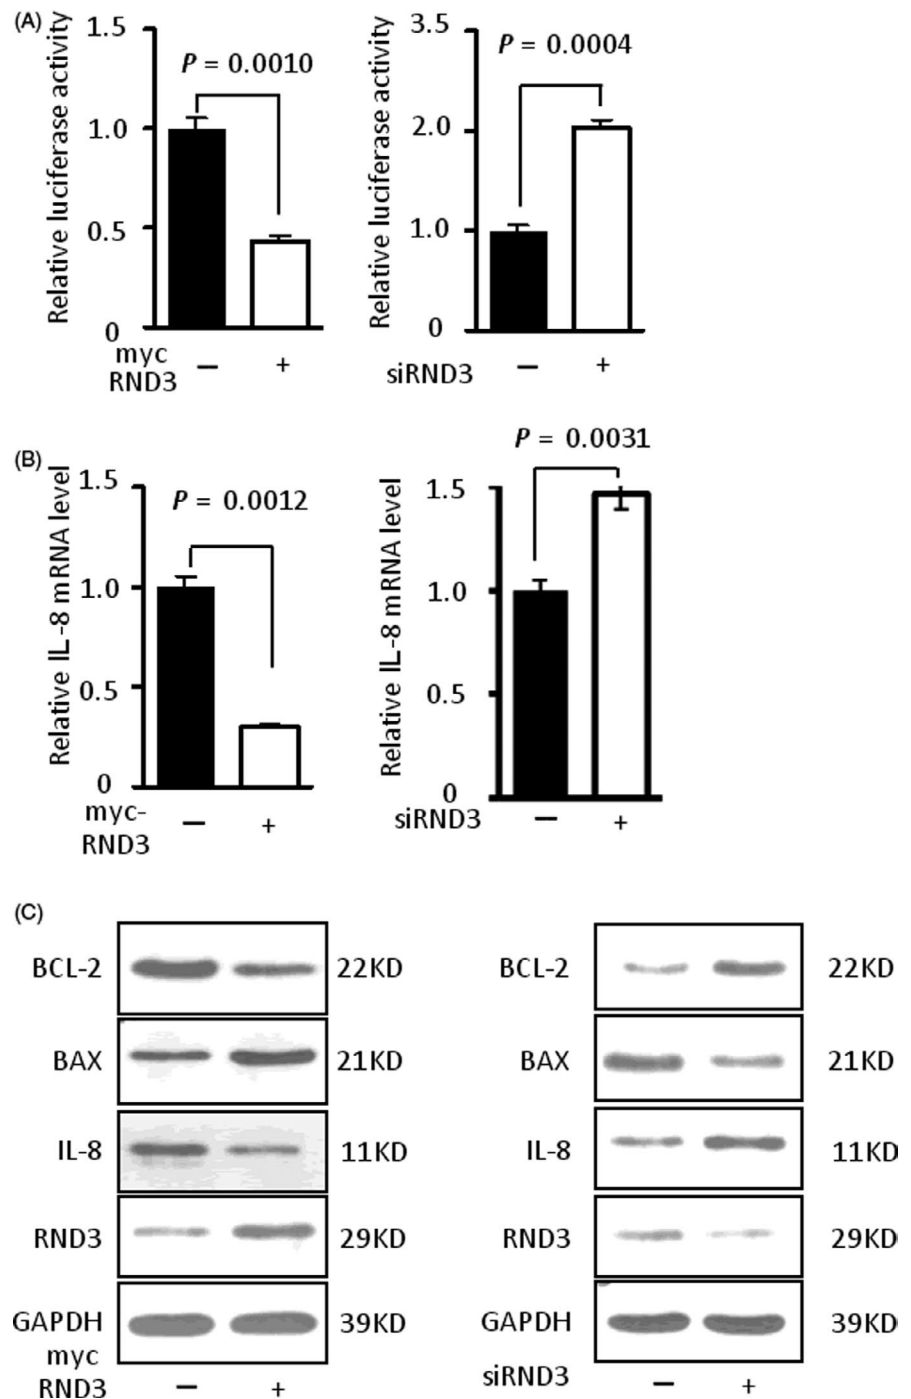 (A)
Relative luciferase activity
1.5
1.0
0.5
0
P = 0.0010
myc
RND3
— +
Relative luciferase activity
3.5
2.0
1.0
0
P = 0.0004
siRND3 — +
(B)
Relative IL-8 mRNA level
1.5
1.0
0.5
0
P = 0.0012
myc-
RND3
— +
Relative IL-8 mRNA level
1.5
1.0
0.5
0
P = 0.0031
siRND3 — +
(C)
BCL-2 22KD
BAX 21KD
IL-8 11KD
RND3 29KD
GAPDH 39KD
myc
RND3 — +
BCL-2 22KD
BAX 21KD
IL-8 11KD
RND3 29KD
GAPDH 39KD
siRND3 — +